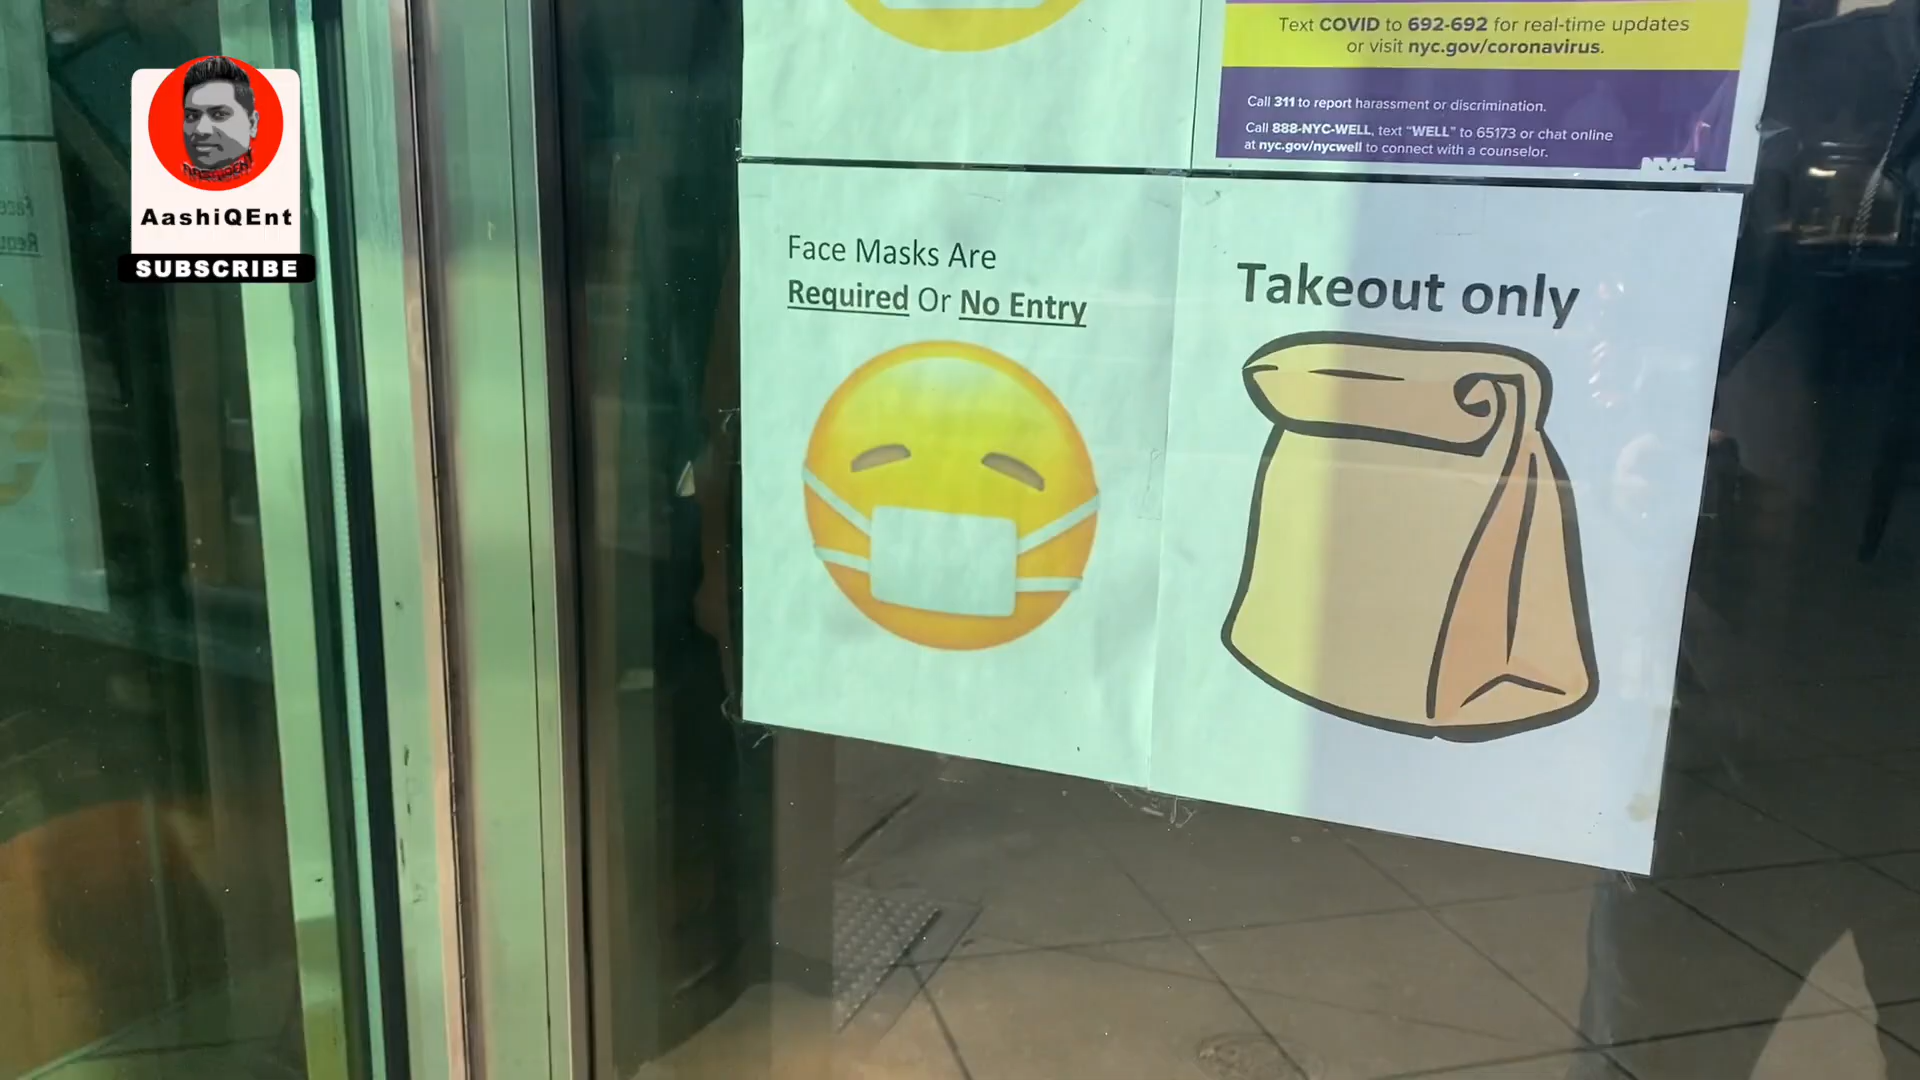 Text COVID to 692-692 for real-time updates
or visit nyc.gov/coronavirus.
Call 311 to report harassment or discrimination.
Call 888-NYC-WELL, text “WELL” to 65173 or chat online
at nyc.gov/nycwell to connect with a counselor.
NYC
AashiQEnt
SUBSCRIBE
Face Masks Are
Required Or No Entry
Takeout only